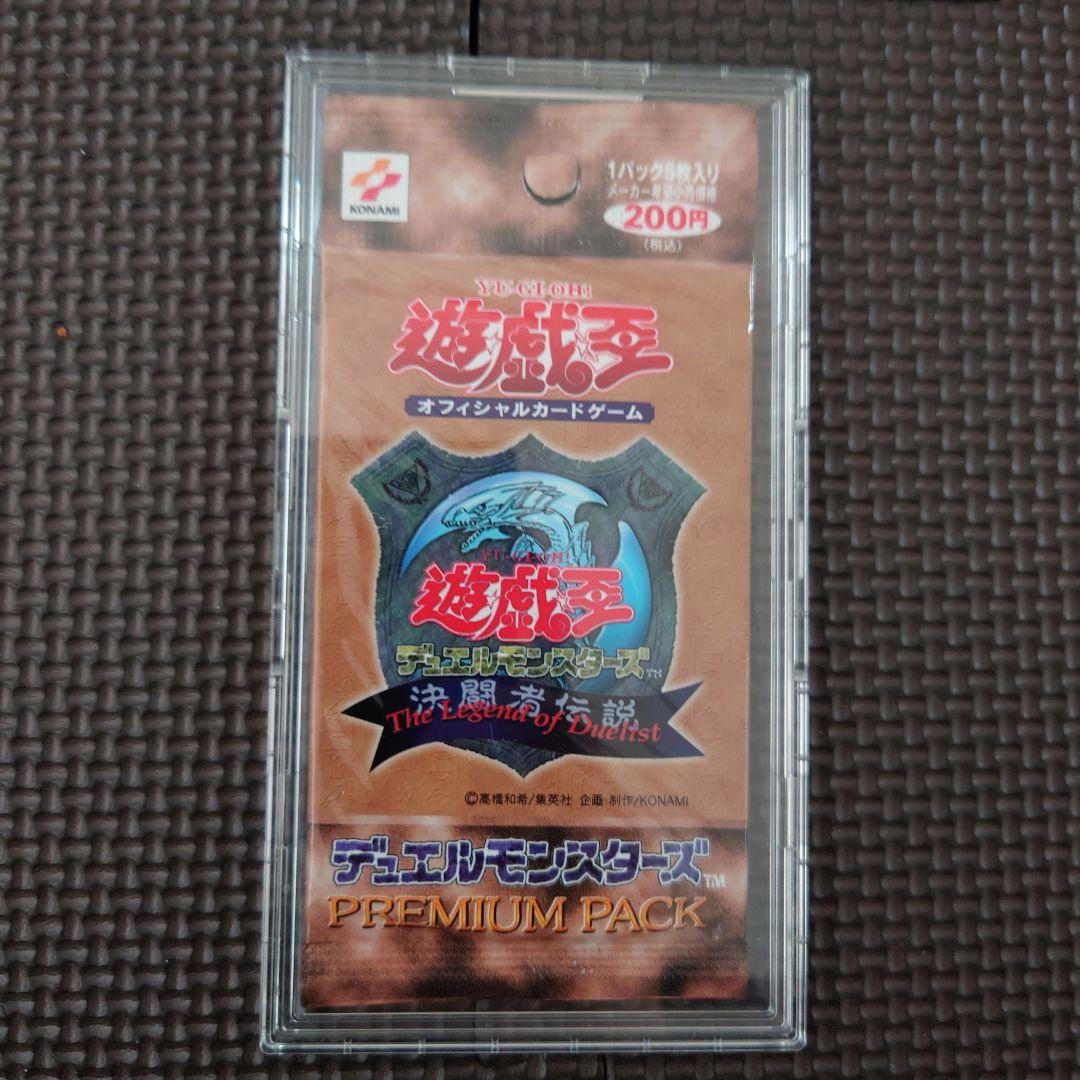 KONAMI
1パック5枚入り
メーカー希望小売価格
200円
(税込)
YU-GI-OH!
遊戯王
オフィシャルカードゲーム
YU-GI-OH!
遊戯王
デュエルモンスターズ™
決闘者伝説
The Legend of Duelist
©高橋和希/集英社 企画・制作/KONAMI
デュエルモンスターズ™
PREMIUM PACK